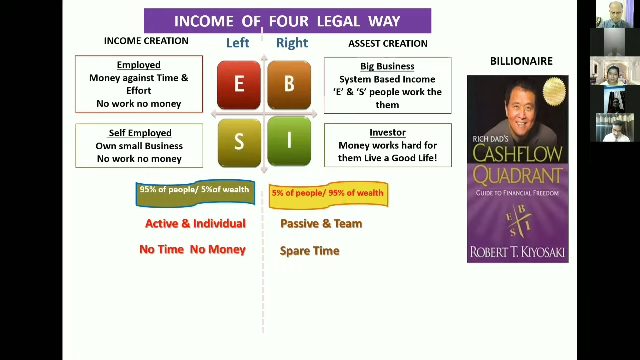 INCOME OF FOUR LEGAL WAY
INCOME CREATION
Left
Right
ASSEST CREATION
Employed
Money against Time &
Effort
No work no money
E
B
Big Business
System Based Income
‘E’ & ‘S’ people work the
them
Self Employed
Own small Business
No work no money
S
I
Investor
Money works hard for
them Live a Good Life!
95% of people/ 5%of wealth
5% of people/ 95% of wealth
Active & Individual
Passive & Team
No Time No Money
Spare Time
BILLIONAIRE
RICH DAD'S
CASHFLOW
QUADRANT
GUIDE TO FINANCIAL FREEDOM
E B
S I
ROBERT T. KIYOSAKI